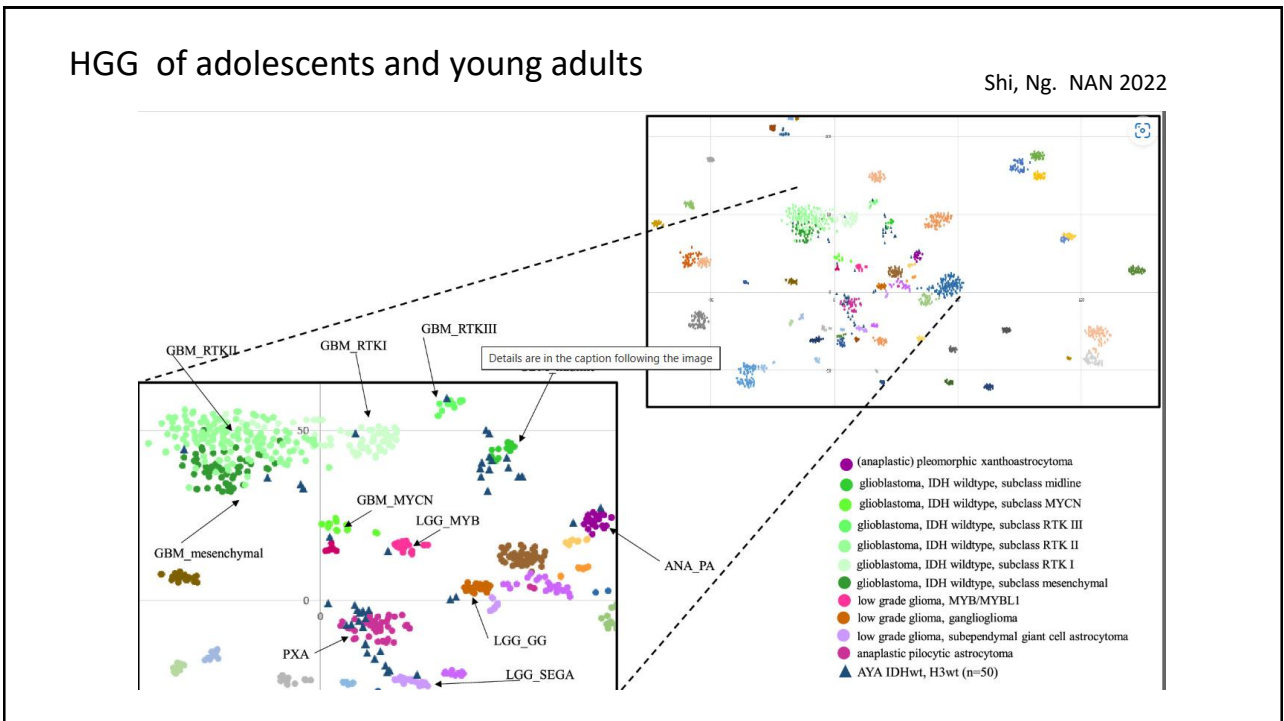 HGG of adolescents and young adults
Shi, Ng. NAN 2022
GBM_RTKIII
GBM_RTKII
GBM_RTKI
Details are in the caption following the image
50
GBM_MYCN
LGG_MYB
GBM_mesenchymal
ANA_PA
0
0
LGG_GG
PXA
LGG_SEGA
(anaplastic) pleomorphic xanthoastrocytoma
glioblastoma, IDH wildtype, subclass midline
glioblastoma, IDH wildtype, subclass MYCN
glioblastoma, IDH wildtype, subclass RTK III
glioblastoma, IDH wildtype, subclass RTK II
glioblastoma, IDH wildtype, subclass RTK I
glioblastoma, IDH wildtype, subclass mesenchymal
low grade glioma, MYB/MYBL1
low grade glioma, ganglioglioma
low grade glioma, subependymal giant cell astrocytoma
anaplastic pilocytic astrocytoma
AYA IDHwt, H3wt (n=50)